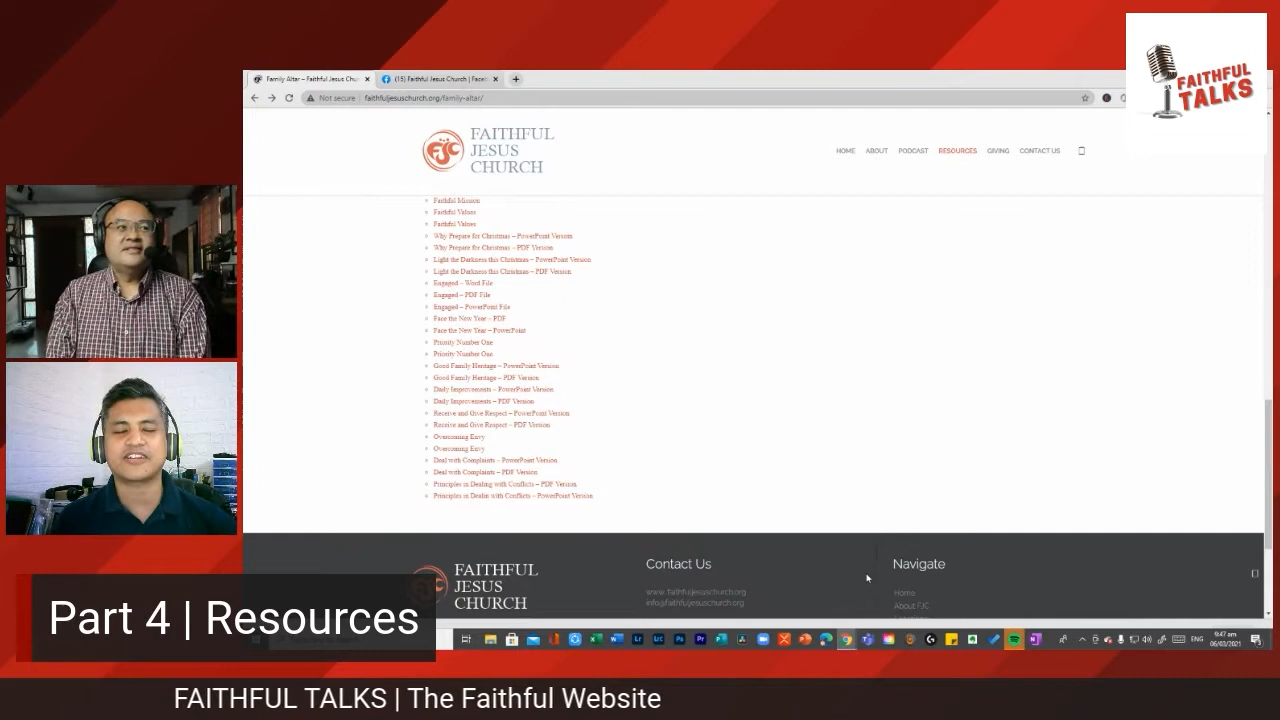 FAITHFUL
TALKS
Family Altar – Faithful Jesus Chu
(15) Faithful Jesus Church | Face
Not secure
faithfuljesuschurch.org/family-altar/
FAITHFUL
JESUS
CHURCH
HOME ABOUT PODCAST RESOURCES GIVING CONTACT US
Faithful Mission
Faithful Values
Faithful Values
Why Prepare for Christmas – PowerPoint Version
Why Prepare for Christmas – PDF Version
Light the Darkness this Christmas – PowerPoint Version
Light the Darkness this Christmas – PDF Version
Engaged – Word File
Engaged – PDF File
Engaged – PowerPoint File
Face the New Year – PDF
Face the New Year – PowerPoint
Priority Number One
Priority Number One
Good Family Heritage – PowerPoint Version
Good Family Heritage – PDF Version
Daily Improvements – PowerPoint Version
Daily Improvements – PDF Version
Receive and Give Respect – PowerPoint Version
Receive and Give Respect – PDF Version
Overcoming Envy
Overcoming Envy
Deal with Complaints – PowerPoint Version
Deal with Complaints – PDF Version
Principles in Dealing with Conflicts – PDF Version
Principles in Dealin with Conflicts – PowerPoint Version
FAITHFUL
JESUS
CHURCH
Contact Us
www.faithfuljesuschurch.org
info@faithfuljesuschurch.org
Navigate
Home
About FJC
ENG
9:47 am
06/03/2021
Part 4 | Resources
FAITHFUL TALKS | The Faithful Website